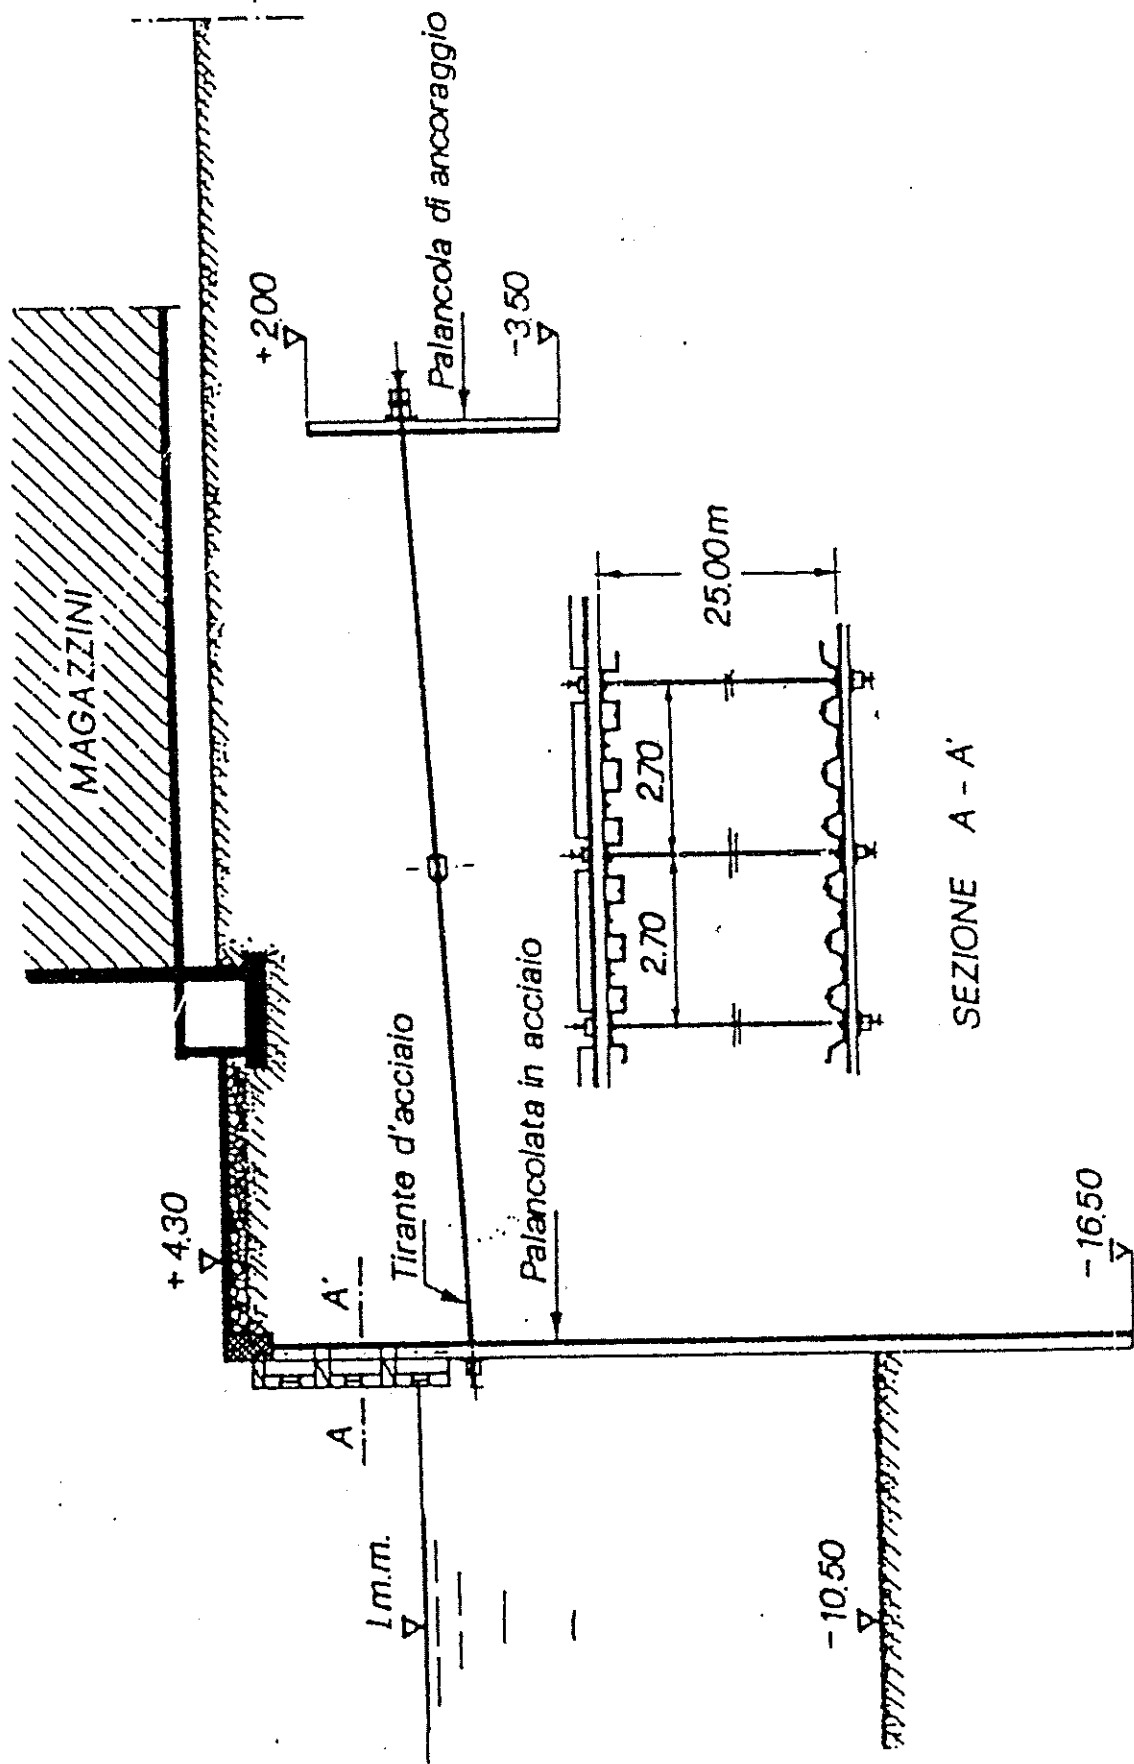 MAGAZZINI
+4.30
+2.00
A
A'
Tirante d'acciaio
Palancola di ancoraggio
l m.m.
-3.50
Palancolata in acciaio
2.70
2.70
25.00m
-10.50
SEZIONE A-A'
-16.50